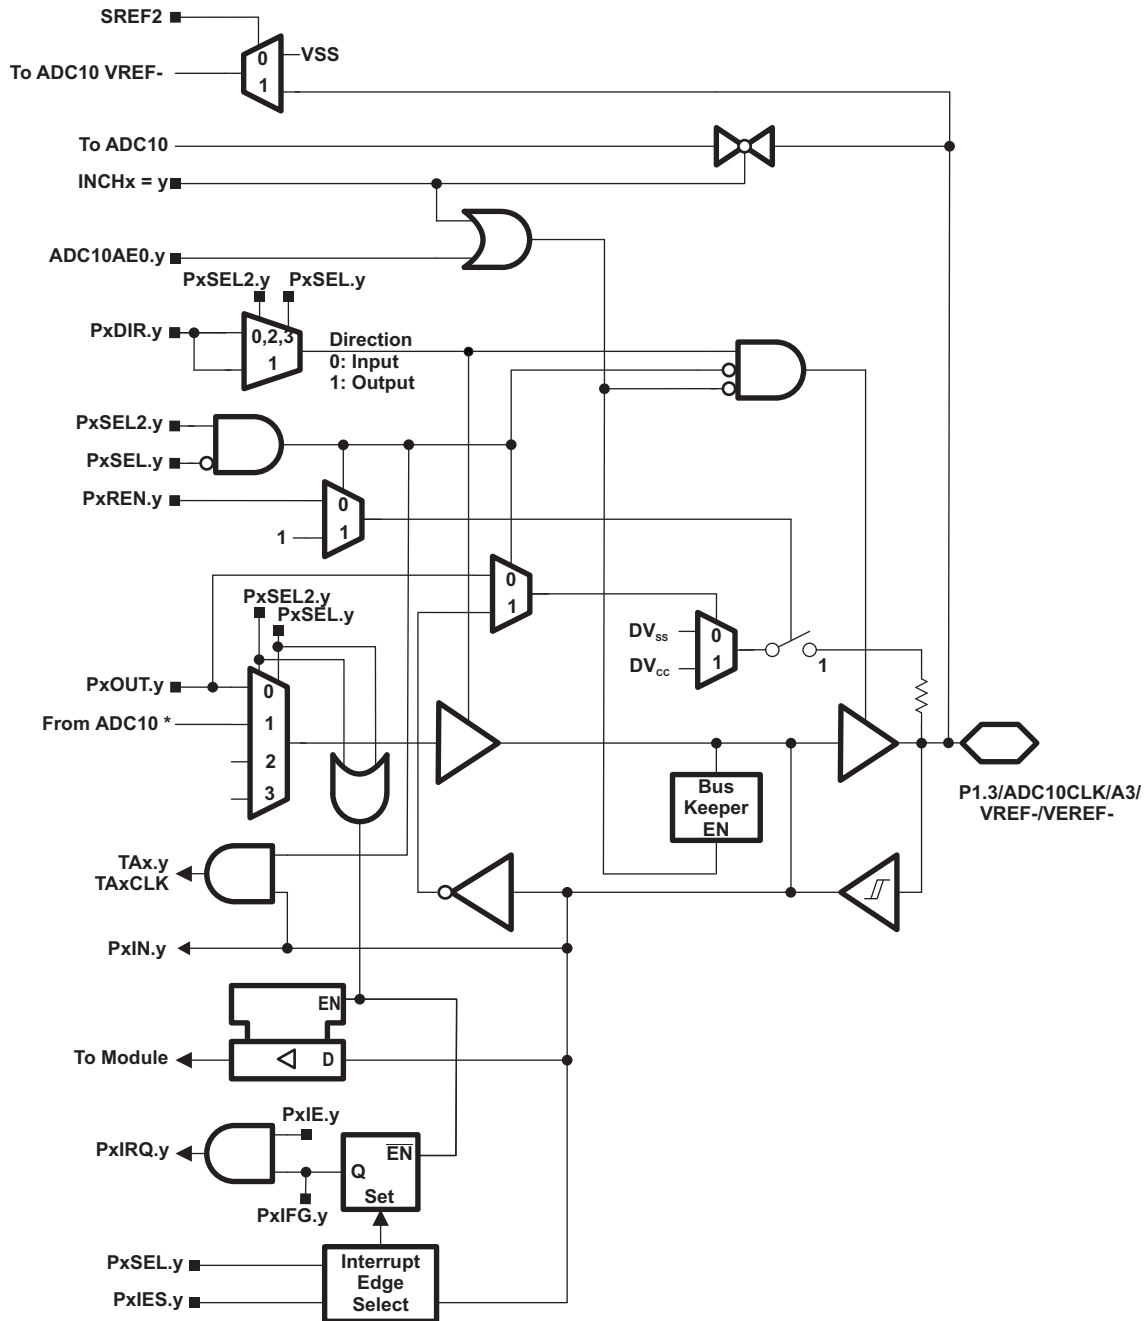 SREF2
0
VSS
To ADC10 VREF-
1
To ADC10
INCHx = y
ADC10AE0.y
PxSEL2.y
PxSEL.y
PxDIR.y
0,2,3
1
Direction
0: Input
1: Output
PxSEL2.y
PxSEL.y
PxREN.y
0
1
1
0
1
PxSEL2.y
PxSEL.y
DVSS
0
DVCC
1
1
PxOUT.y
0
From ADC10 *
1
2
3
Bus
Keeper
EN
P1.3/ADC10CLK/A3/
VREF-/VEREF-
TAx.y
TAxCLK
PxIN.y
EN
To Module
D
PxIE.y
PxIRQ.y
EN
Q
Set
PxIFG.y
PxSEL.y
PxIES.y
Interrupt
Edge
Select